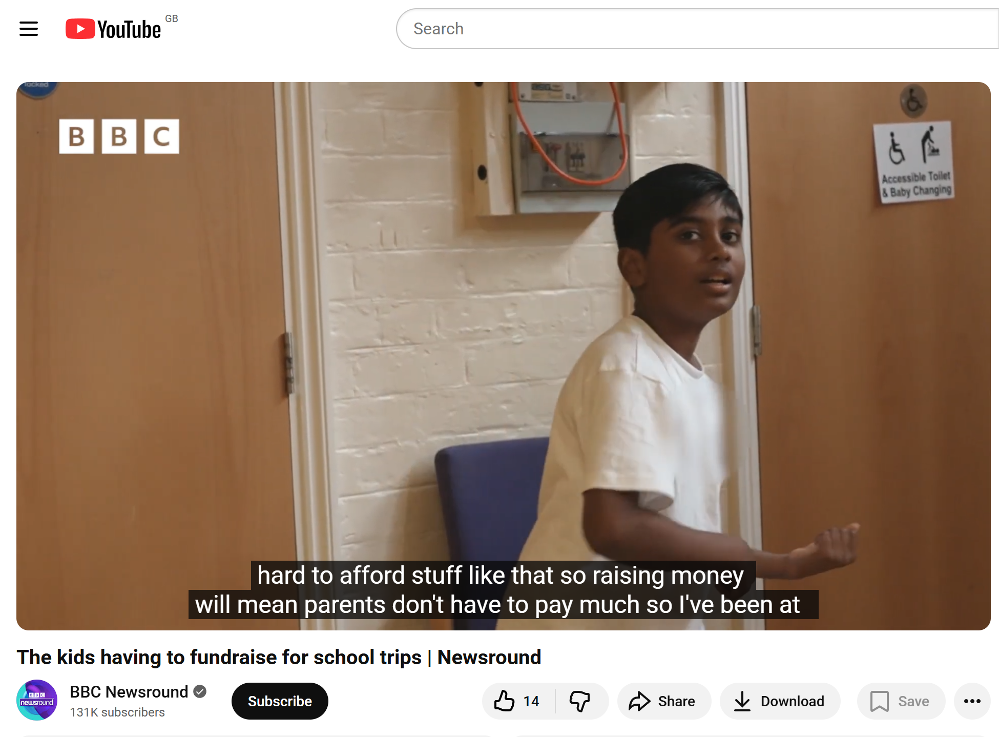 YouTube GB
Search
locked
BBC
Accessible Toilet
& Baby Changing
hard to afford stuff like that so raising money
will mean parents don't have to pay much so I've been at
The kids having to fundraise for school trips | Newsround
BBC
newsround
BBC Newsround
131K subscribers
Subscribe
14
Share
Download
Save